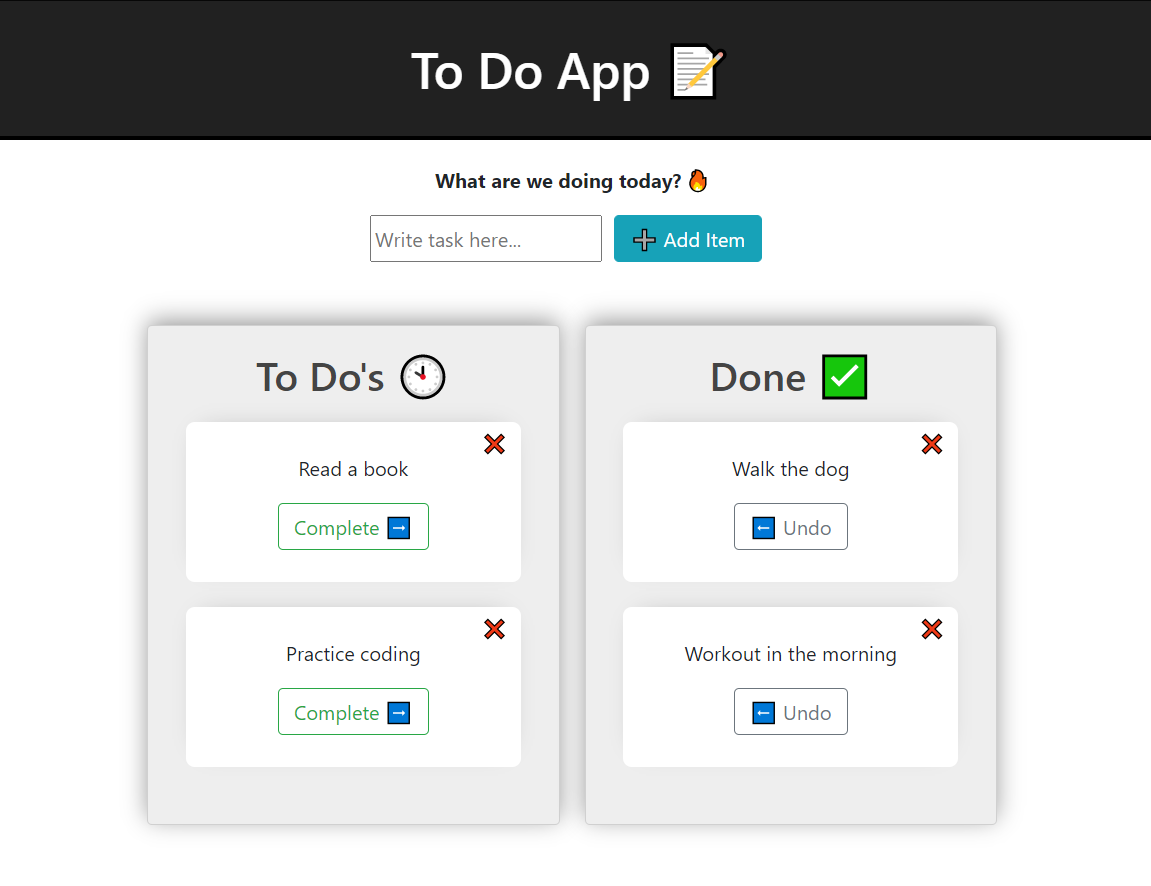 To Do App 📝
What are we doing today? 🔥
Write task here...
➕ Add Item
To Do's 🕙
Read a book
Complete ➡️
Practice coding
Complete ➡️
Done ✅
Walk the dog
⬅️ Undo
Workout in the morning
⬅️ Undo